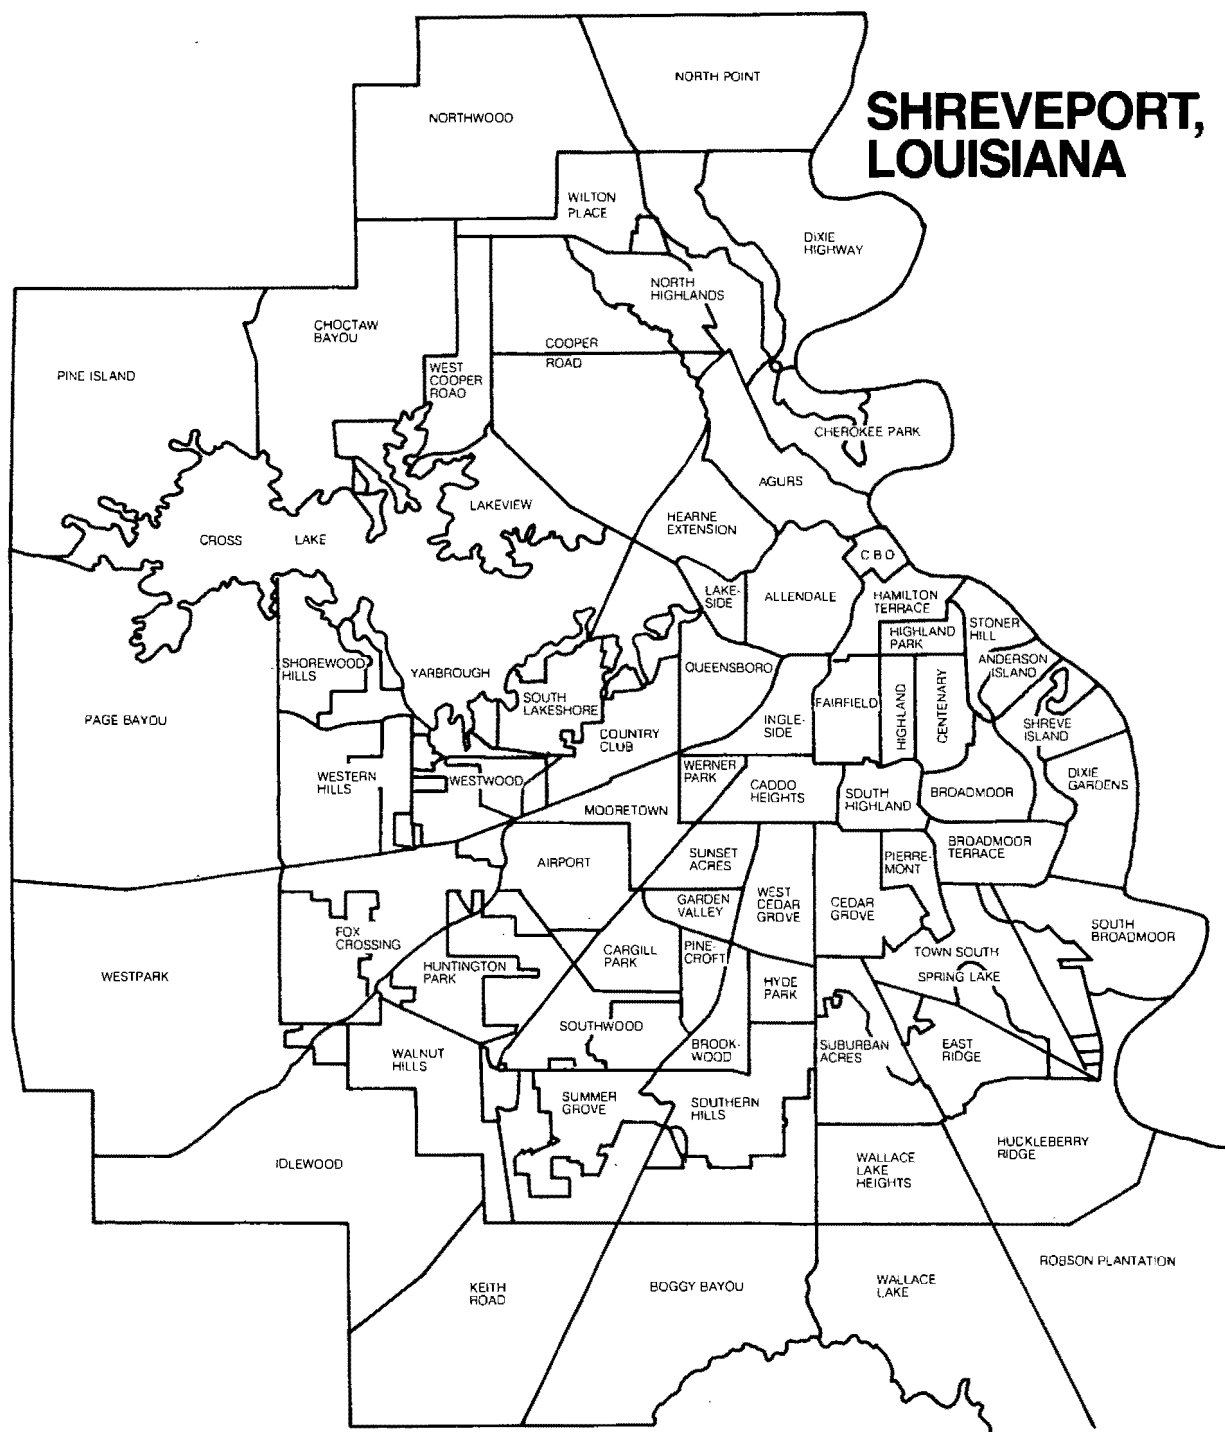 NORTH POINT
SHREVEPORT,
LOUISIANA
NORTHWOOD
WILTON
PLACE
DIXIE
HIGHWAY
NORTH
HIGHLANDS
CHOCTAW
BAYOU
COOPER
ROAD
PINE ISLAND
WEST
COOPER
ROAD
CHEROKEE PARK
AGURS
LAKEVIEW
HEARNE
EXTENSION
CROSS LAKE
C B D
LAKE-
SIDE
ALLENDALE
HAMILTON
TERRACE
STONER
HILL
HIGHLAND
PARK
ANDERSON
ISLAND
SHOREWOOD
HILLS
YARBROUGH
QUEENSBORO
SOUTH
LAKESHORE
FAIRFIELD
HIGHLAND
CENTENARY
PAGE BAYOU
INGLE-
SIDE
SHREVE
ISLAND
COUNTRY
CLUB
WESTERN
HILLS
WESTWOOD
WERNER
PARK
CADDO
HEIGHTS
SOUTH
HIGHLAND
BROADMOOR
DIXIE
GARDENS
MOORETOWN
AIRPORT
SUNSET
ACRES
PIERRE-
MONT
BROADMOOR
TERRACE
GARDEN
VALLEY
WEST
CEDAR
GROVE
CEDAR
GROVE
SOUTH
BROADMOOR
FOX
CROSSING
CARGILL
PARK
PINE-
CROFT
TOWN SOUTH
WESTPARK
HUNTINGTON
PARK
HYDE
PARK
SPRING LAKE
SOUTHWOOD
BROOK-
WOOD
SUBURBAN
ACRES
EAST
RIDGE
WALNUT
HILLS
SUMMER
GROVE
SOUTHERN
HILLS
HUCKLEBERRY
RIDGE
IDLEWOOD
WALLACE
LAKE
HEIGHTS
ROBSON PLANTATION
KEITH
ROAD
BOGGY BAYOU
WALLACE
LAKE